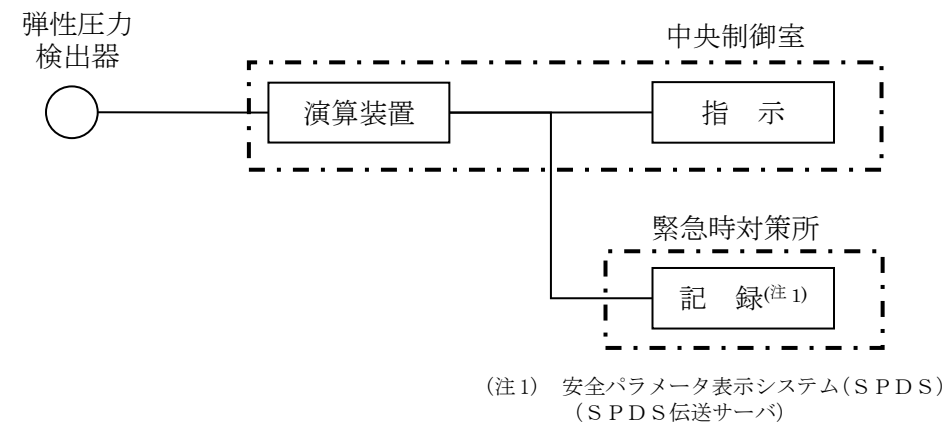 弾性圧力
検出器
中央制御室
演算装置
指　示
緊急時対策所
記　録(注1)
(注1)　安全パラメータ表示システム(ＳＰＤＳ)
(ＳＰＤＳ伝送サーバ)